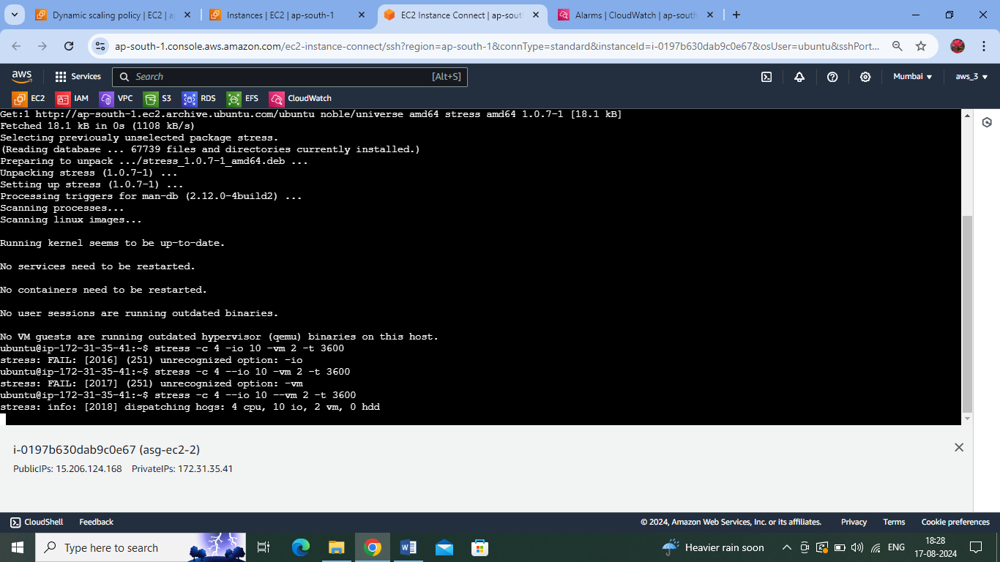 Dynamic scaling policy | EC2 | a
Instances | EC2 | ap-south-1
EC2 Instance Connect | ap-sout
Alarms | CloudWatch | ap-south
ap-south-1.console.aws.amazon.com/ec2-instance-connect/ssh?region=ap-south-1&connType=standard&instanceId=i-0197b630dab9c0e67&osUser=ubuntu&sshPort...
aws Services Search [Alt+S] Mumbai aws_3
EC2 IAM VPC S3 RDS EFS CloudWatch
Get:1 http://ap-south-1.ec2.archive.ubuntu.com/ubuntu noble/universe amd64 stress amd64 1.0.7-1 [18.1 kB]
Fetched 18.1 kB in 0s (1108 kB/s)
Selecting previously unselected package stress.
(Reading database ... 67739 files and directories currently installed.)
Preparing to unpack .../stress_1.0.7-1_amd64.deb ...
Unpacking stress (1.0.7-1) ...
Setting up stress (1.0.7-1) ...
Processing triggers for man-db (2.12.0-4build2) ...
Scanning processes...
Scanning linux images...
Running kernel seems to be up-to-date.
No services need to be restarted.
No containers need to be restarted.
No user sessions are running outdated binaries.
No VM guests are running outdated hypervisor (qemu) binaries on this host.
ubuntu@ip-172-31-35-41:~$ stress -c 4 -io 10 -vm 2 -t 3600
stress: FAIL: [2016] (251) unrecognized option: -io
ubuntu@ip-172-31-35-41:~$ stress -c 4 --io 10 -vm 2 -t 3600
stress: FAIL: [2017] (251) unrecognized option: -vm
ubuntu@ip-172-31-35-41:~$ stress -c 4 --io 10 --vm 2 -t 3600
stress: info: [2018] dispatching hogs: 4 cpu, 10 io, 2 vm, 0 hdd
i-0197b630dab9c0e67 (asg-ec2-2)
PublicIPs: 15.206.124.168 PrivateIPs: 172.31.35.41
CloudShell Feedback © 2024, Amazon Web Services, Inc. or its affiliates. Privacy Terms Cookie preferences
Type here to search
Heavier rain soon
ENG
18:28
17-08-2024